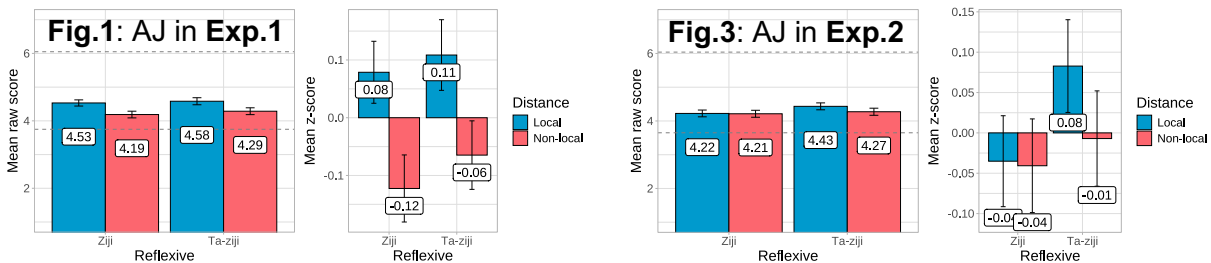 Fig.1: AJ in Exp.1
Mean raw score
6
4
2
4.53
4.19
4.58
4.29
Ziji
Ta-ziji
Reflexive
Mean z-score
0.1
0.0
-0.1
0.08
-0.12
0.11
-0.06
Ziji
Ta-ziji
Reflexive
Distance
Local
Non-local
Fig.3: AJ in Exp.2
Mean raw score
6
4
2
4.22
4.21
4.43
4.27
Ziji
Ta-ziji
Reflexive
Mean z-score
0.15
0.10
0.05
0.00
-0.05
-0.10
-0.04
-0.04
0.08
-0.01
Ziji
Ta-ziji
Reflexive
Distance
Local
Non-local